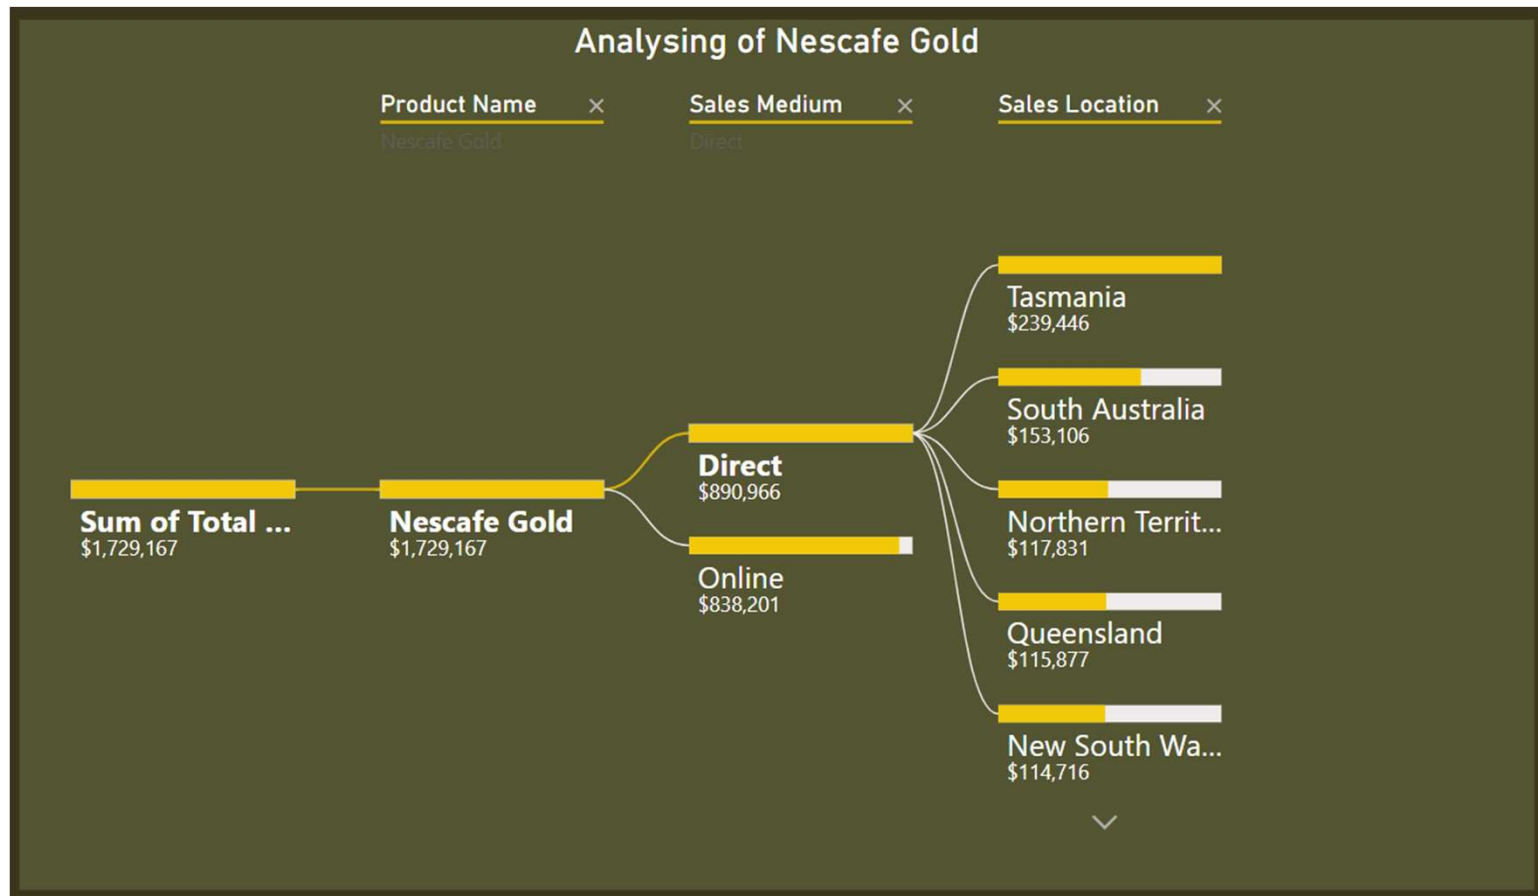 Analysing of Nescafe Gold
Product Name
Sales Medium
Sales Location
Nescafe Gold
Direct
Tasmania
$239,446
South Australia
$153,106
Direct
$890,966
Sum of Total ...
$1,729,167
Nescafe Gold
$1,729,167
Northern Territ...
$117,831
Online
$838,201
Queensland
$115,877
New South Wa...
$114,716